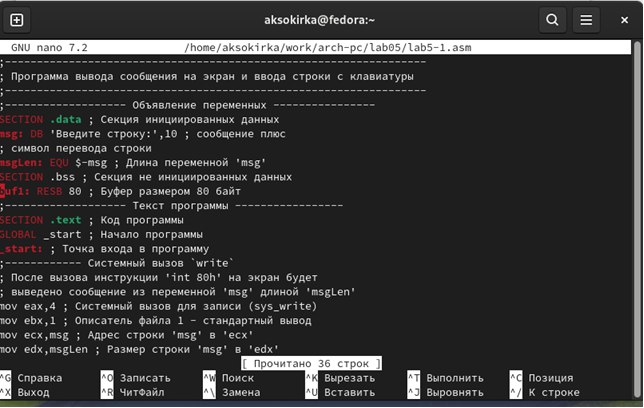 aksokirka@fedora:~
GNU nano 7.2 /home/aksokirka/work/arch-pc/lab05/lab5-1.asm
;------------------------------------------------------------------
; Программа вывода сообщения на экран и ввода строки с клавиатуры
;------------------------------------------------------------------
;------------------- Объявление переменных ----------------
SECTION .data ; Секция инициированных данных
msg: DB 'Введите строку:',10 ; сообщение плюс
; символ перевода строки
msgLen: EQU $-msg ; Длина переменной 'msg'
SECTION .bss ; Секция не инициированных данных
buf1: RESB 80 ; Буфер размером 80 байт
;------------------- Текст программы -----------------
SECTION .text ; Код программы
GLOBAL _start ; Начало программы
_start: ; Точка входа в программу
;------------ Системный вызов `write`
; После вызова инструкции 'int 80h' на экран будет
; выведено сообщение из переменной 'msg' длиной 'msgLen'
mov eax,4 ; Системный вызов для записи (sys_write)
mov ebx,1 ; Описатель файла 1 - стандартный вывод
mov ecx,msg ; Адрес строки 'msg' в 'ecx'
mov edx,msgLen ; Размер строки 'msg' в 'edx'
[ Прочитано 36 строк ]
^G Справка ^O Записать ^W Поиск ^K Вырезать ^T Выполнить ^C Позиция
^X Выход ^R ЧитФайл ^\ Замена ^U Вставить ^J Выровнять ^/ К строке